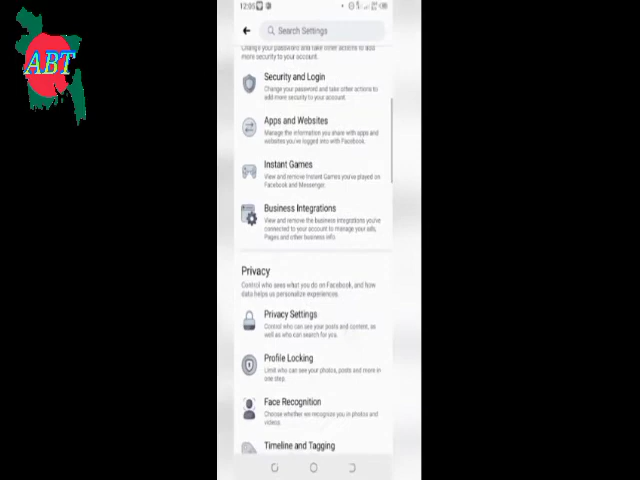 ABT
12:05
Search Settings
Change your password and take other actions to add
more security to your account.
Security and Login
Change your password and take other actions to
add more security to your account.
Apps and Websites
Manage the information you share with apps and
websites you've logged into with Facebook.
Instant Games
View and remove Instant Games you've played on
Facebook and Messenger.
Business Integrations
View and remove the business integrations you've
connected to your account to manage your ads,
Pages and other business info.
Privacy
Control who sees what you do on Facebook, and how
data helps us personalize experiences.
Privacy Settings
Control who can see your posts and content, as
well as who can search for you.
Profile Locking
Limit who can see your photos, posts and more in
one step.
Face Recognition
Choose whether we recognize you in photos and
videos.
Timeline and Tagging